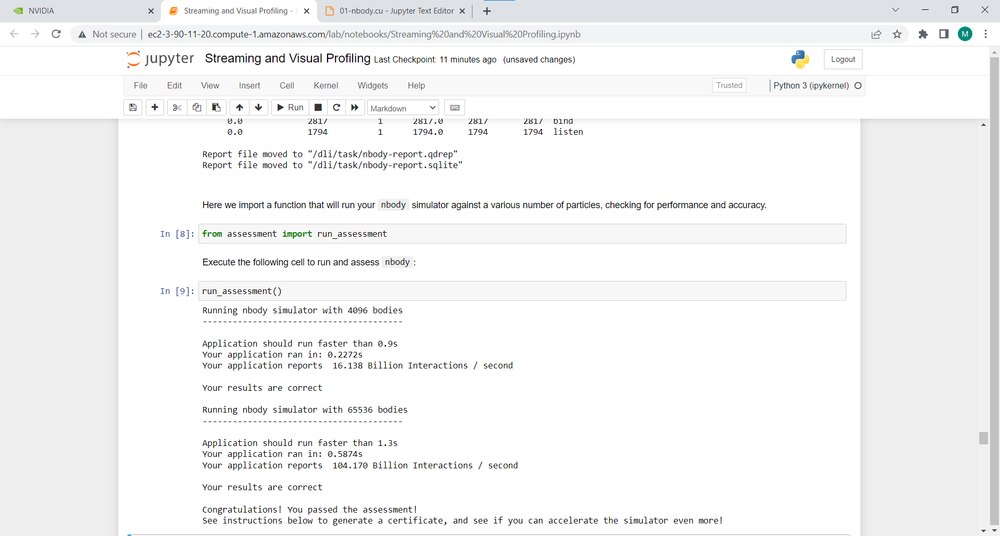 NVIDIA
Streaming and Visual Profiling -
01-nbody.cu - Jupyter Text Editor
Not secure
ec2-3-90-11-20.compute-1.amazonaws.com/lab/notebooks/Streaming%20and%20Visual%20Profiling.ipynb
M
jupyter Streaming and Visual Profiling Last Checkpoint: 11 minutes ago (unsaved changes)
Logout
File Edit View Insert Cell Kernel Widgets Help
Trusted
Python 3 (ipykernel)
Run
Markdown
0.0 2817 1 2817.0 2817 2817 bind
0.0 1794 1 1794.0 1794 1794 listen
Report file moved to "/dli/task/nbody-report.qdrep"
Report file moved to "/dli/task/nbody-report.sqlite"
Here we import a function that will run your nbody simulator against a various number of particles, checking for performance and accuracy.
In [8]: from assessment import run_assessment
Execute the following cell to run and assess nbody :
In [9]: run_assessment()
Running nbody simulator with 4096 bodies
----------------------------------------
Application should run faster than 0.9s
Your application ran in: 0.2272s
Your application reports  16.138 Billion Interactions / second
Your results are correct
Running nbody simulator with 65536 bodies
----------------------------------------
Application should run faster than 1.3s
Your application ran in: 0.5874s
Your application reports  104.170 Billion Interactions / second
Your results are correct
Congratulations! You passed the assessment!
See instructions below to generate a certificate, and see if you can accelerate the simulator even more!